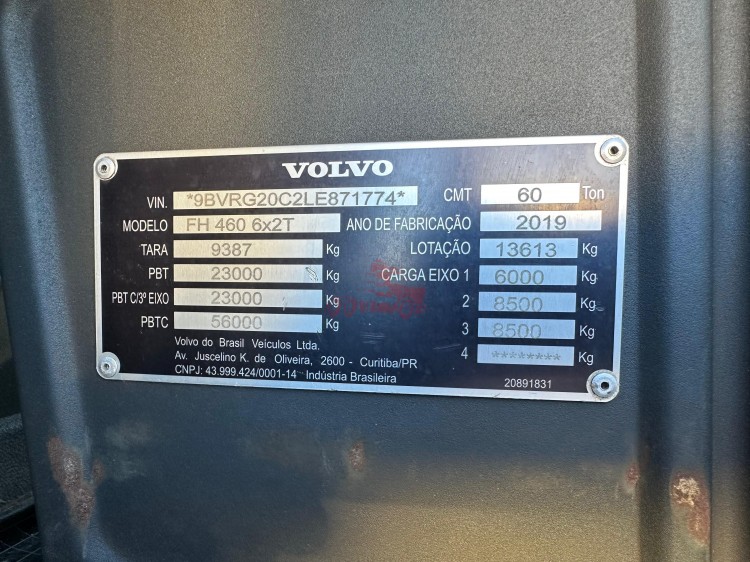 VOLVO
VIN. *9BVRG20C2LE871774* CMT 60 Ton
MODELO FH 460 6x2T ANO DE FABRICAÇÃO 2019
TARA 9387 Kg LOTAÇÃO 13613 Kg
PBT 23000 Kg CARGA EIXO 1 6000 Kg
PBT C/3º EIXO 23000 Kg 2 8500 Kg
PBTC 56000 Kg 3 8500 Kg
4 ******** Kg
Volvo do Brasil Veículos Ltda.
Av. Juscelino K. de Oliveira, 2600 - Curitiba/PR
CNPJ: 43.999.424/0001-14 Indústria Brasileira
20891831